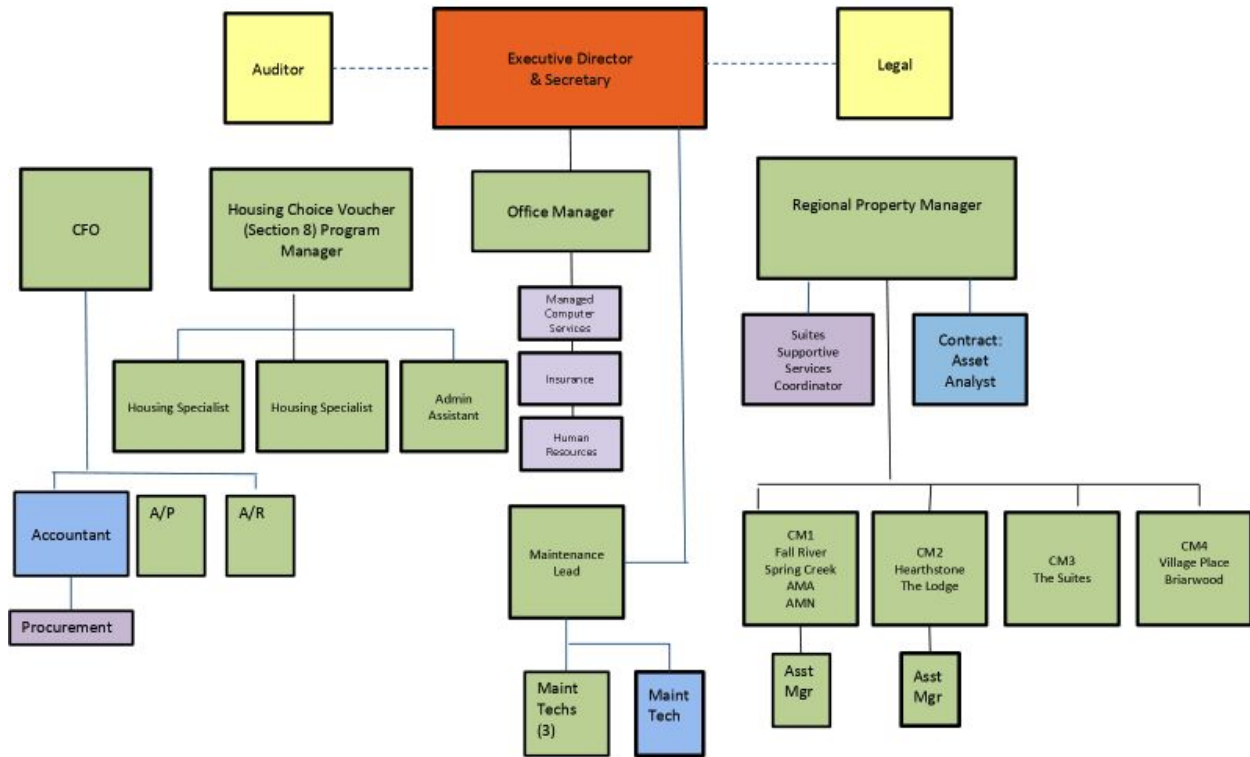 Auditor
Executive Director
& Secretary
Legal
CFO
Housing Choice Voucher
(Section 8) Program
Manager
Office Manager
Regional Property Manager
Managed
Computer
Services
Insurance
Human
Resources
Suites
Supportive
Services
Coordinator
Contract:
Asset
Analyst
Housing Specialist
Housing Specialist
Admin
Assistant
Accountant
A/P
A/R
Procurement
Maintenance
Lead
Maint
Techs
(3)
Maint
Tech
CM1
Fall River
Spring Creek
AMA
AMN
CM2
Hearthstone
The Lodge
CM3
The Suites
CM4
Village Place
Briarwood
Asst
Mgr
Asst
Mgr